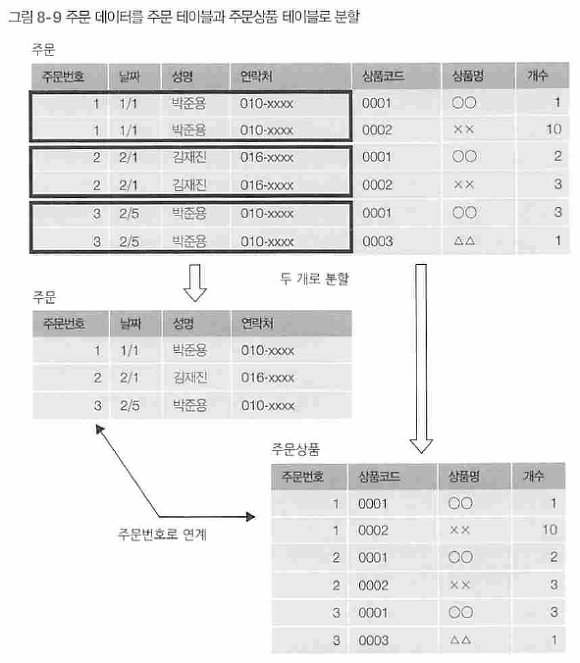 그림 8-9 주문 데이터를 주문 테이블과 주문상품 테이블로 분할
주문
주문번호 날짜 성명 연락처 상품코드 상품명 개수
1 1/1 박준용 010-xxxx 0001 ○○ 1
1 1/1 박준용 010-xxxx 0002 ×× 10
2 2/1 김재진 016-xxxx 0001 ○○ 2
2 2/1 김재진 016-xxxx 0002 ×× 3
3 2/5 박준용 010-xxxx 0001 ○○ 3
3 2/5 박준용 010-xxxx 0003 △△ 1
두 개로 분할
주문
주문번호 날짜 성명 연락처
1 1/1 박준용 010-xxxx
2 2/1 김재진 016-xxxx
3 2/5 박준용 010-xxxx
주문상품
주문번호 상품코드 상품명 개수
1 0001 ○○ 1
1 0002 ×× 10
2 0001 ○○ 2
2 0002 ×× 3
3 0001 ○○ 3
3 0003 △△ 1
주문번호로 연계